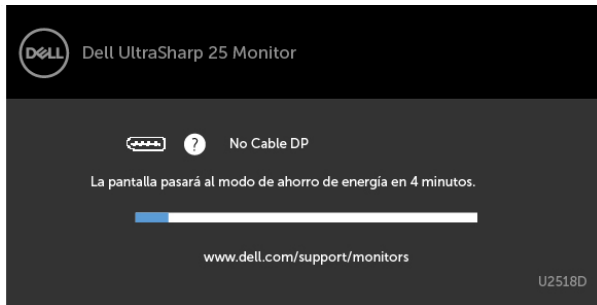 DELL
Dell UltraSharp 25 Monitor
? No Cable DP
La pantalla pasará al modo de ahorro de energía en 4 minutos.
www.dell.com/support/monitors
U2518D